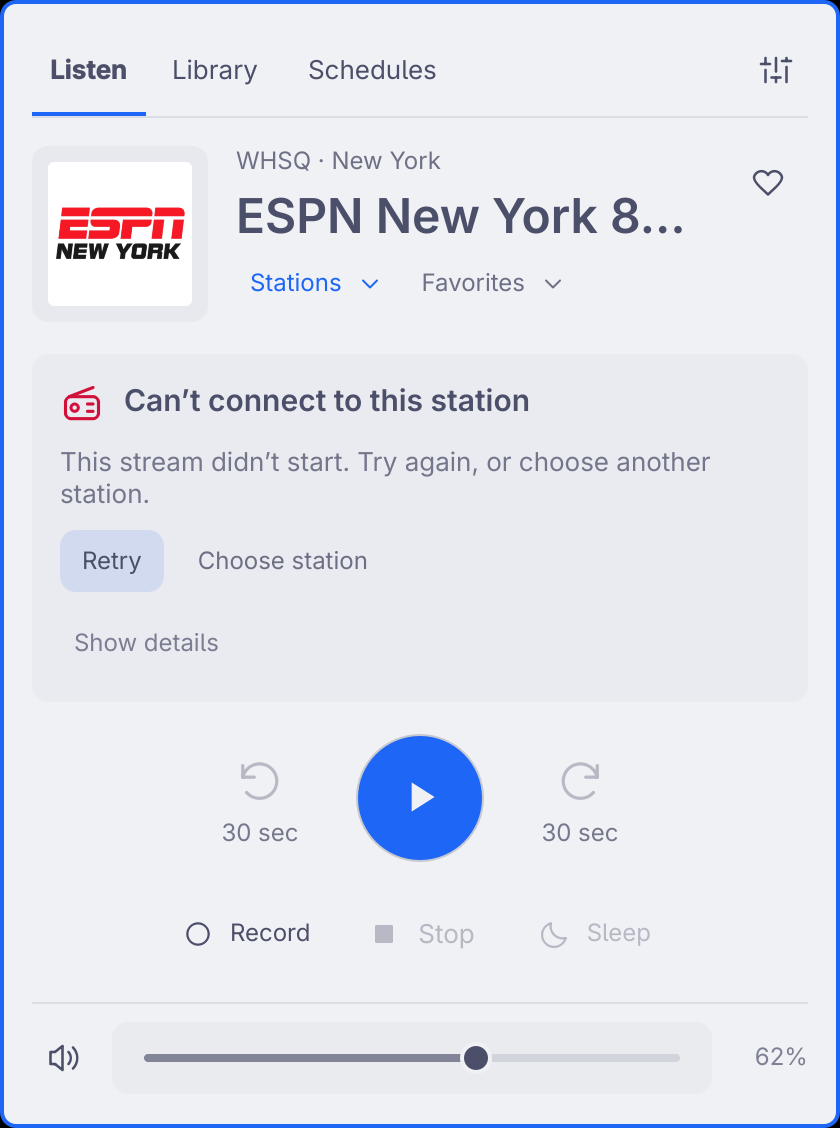 Listen
Library
Schedules
ESPN
NEW YORK
WHSQ · New York
ESPN New York 8...
Stations
Favorites
Can’t connect to this station
This stream didn’t start. Try again, or choose another
station.
Retry
Choose station
Show details
30 sec
30 sec
Record
Stop
Sleep
62%